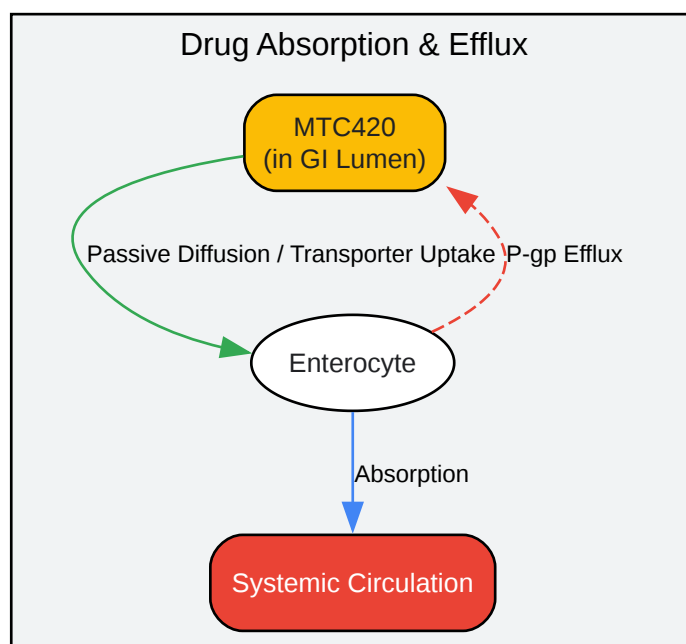 Drug Absorption & Efflux
MTC420
(in GI Lumen)
Passive Diffusion / Transporter Uptake
P-gp Efflux
Enterocyte
Absorption
Systemic Circulation